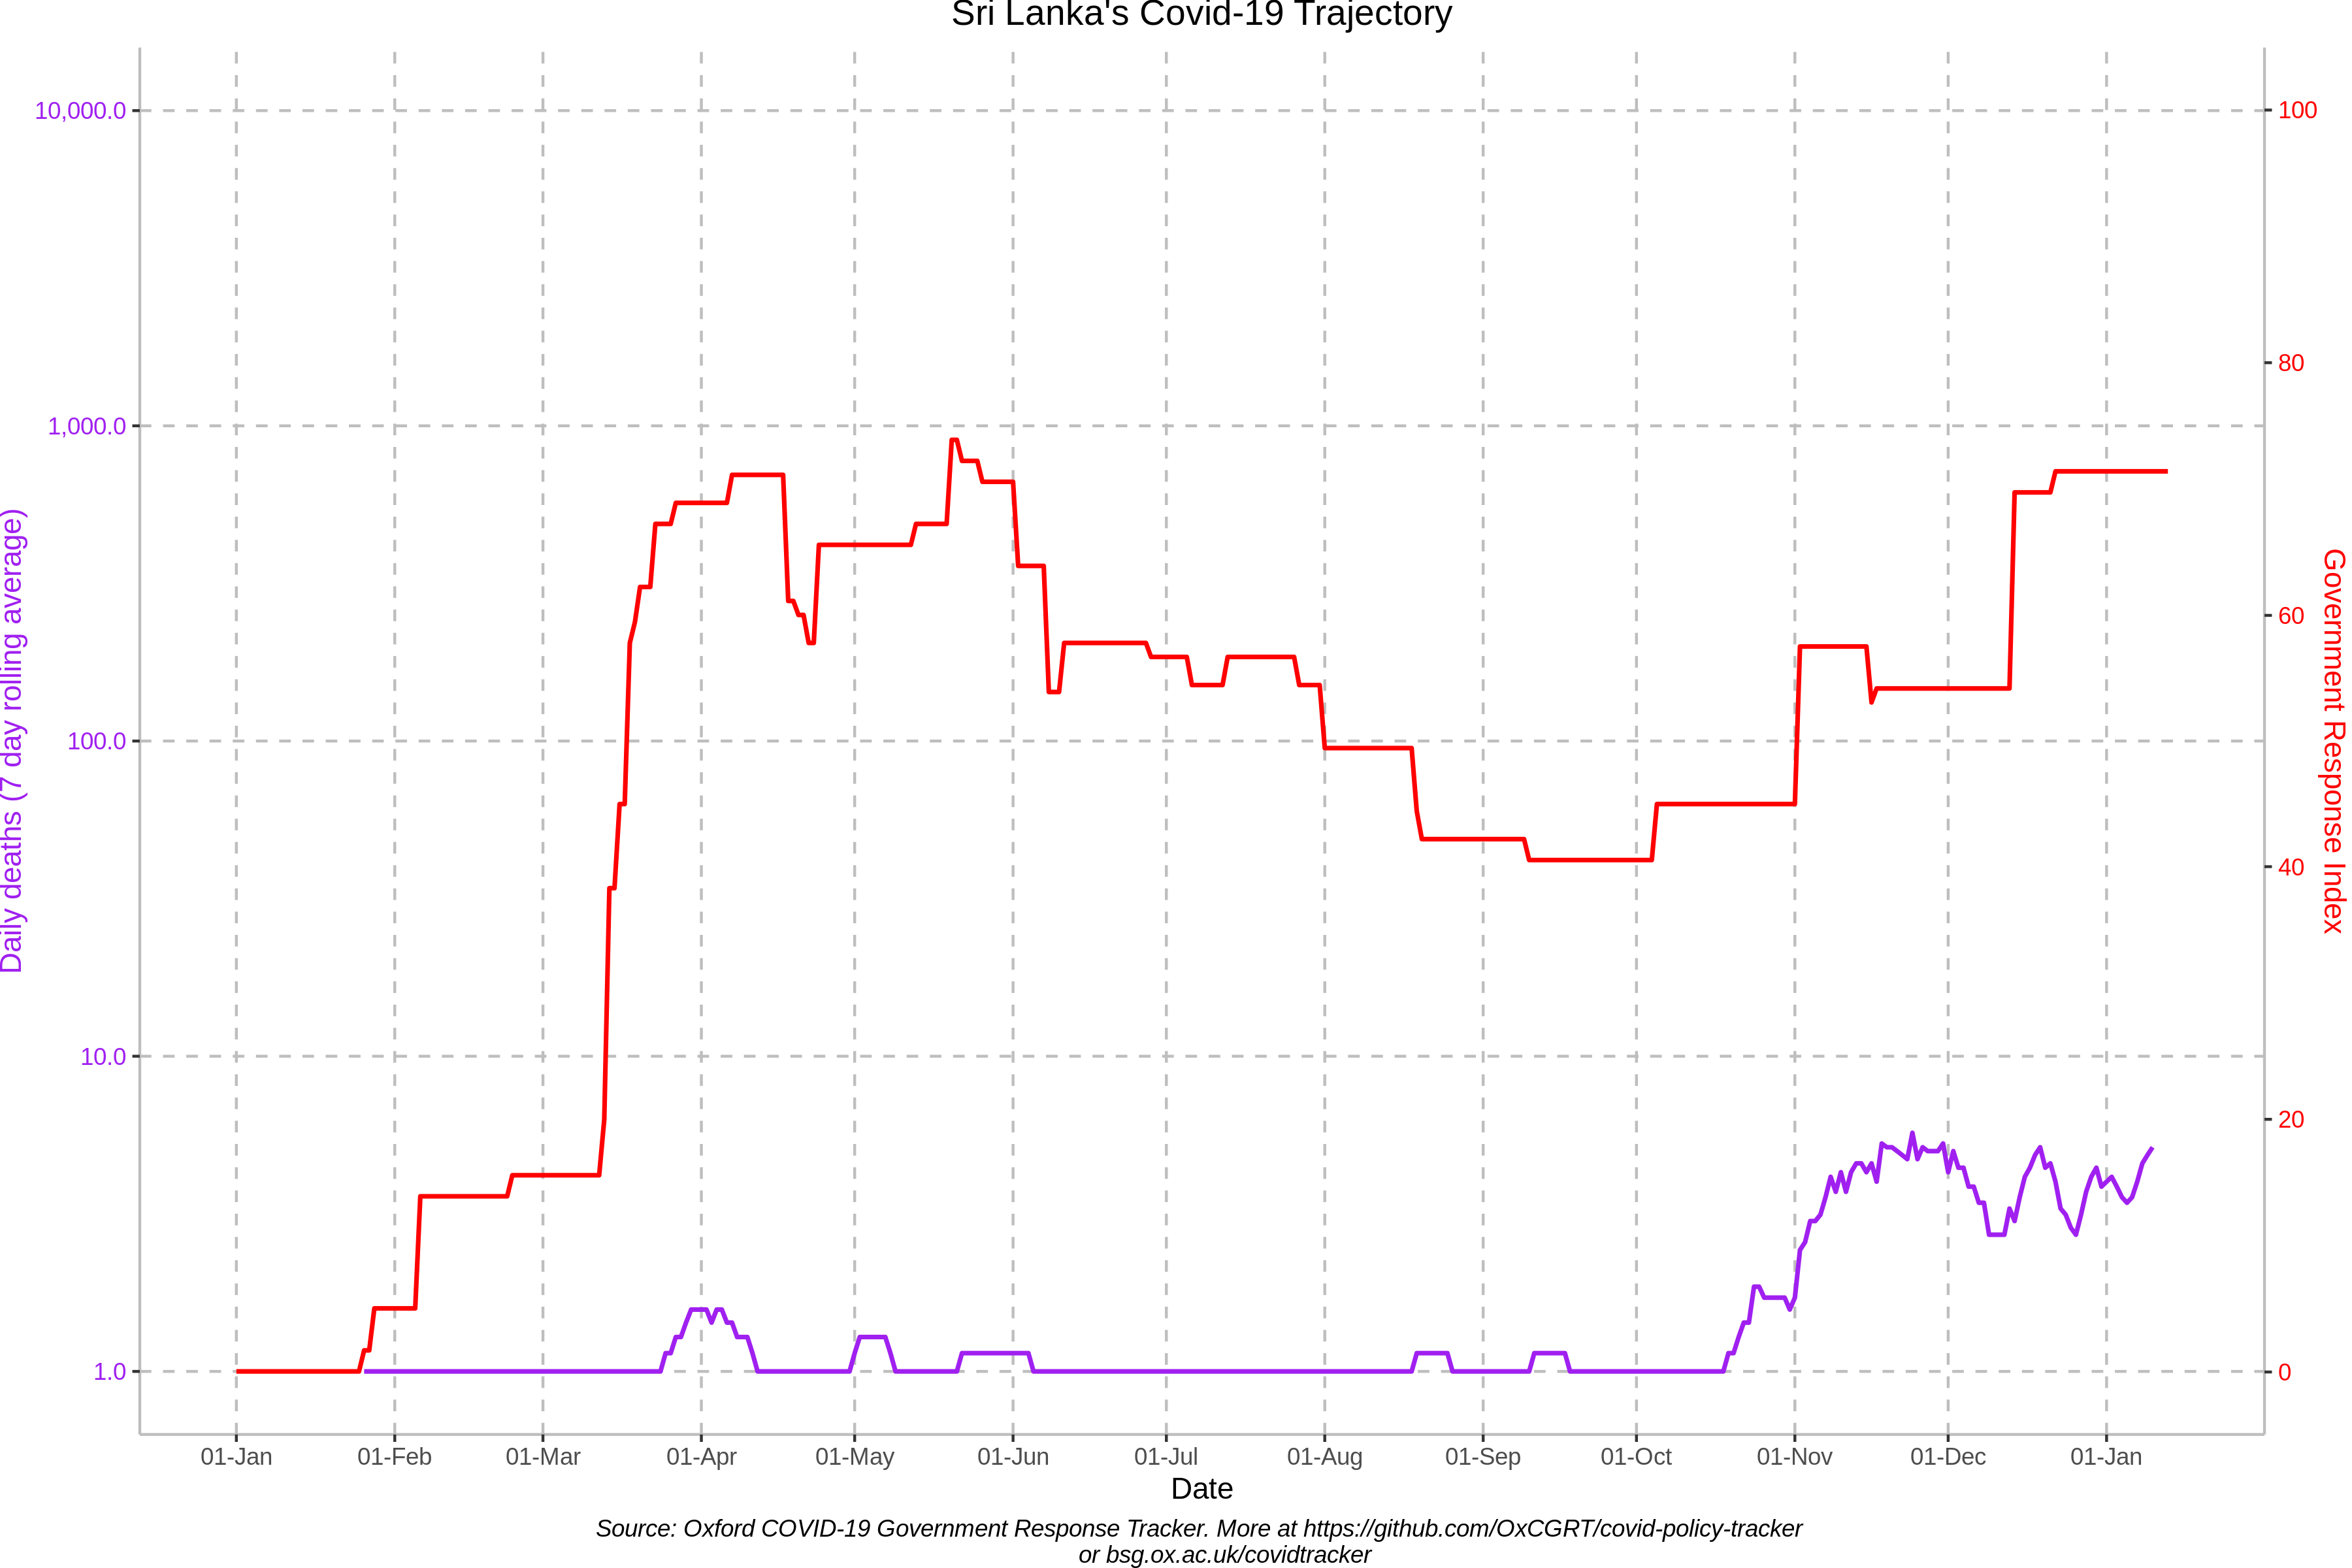 Sri Lanka's Covid-19 Trajectory
10,000.0
1,000.0
100.0
10.0
1.0
Daily deaths (7 day rolling average)
100
80
60
40
20
0
Government Response Index
01-Jan 01-Feb 01-Mar 01-Apr 01-May 01-Jun 01-Jul 01-Aug 01-Sep 01-Oct 01-Nov 01-Dec 01-Jan
Date
Source: Oxford COVID-19 Government Response Tracker. More at https://github.com/OxCGRT/covid-policy-tracker
or bsg.ox.ac.uk/covidtracker